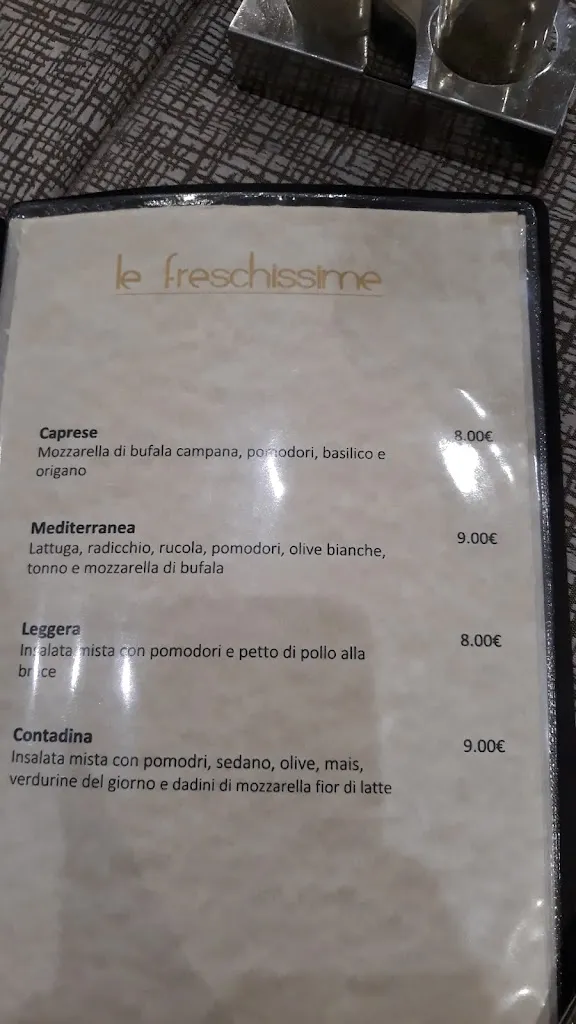 le freschissime
Caprese 8.00€
Mozzarella di bufala campana, pomodori, basilico e
origano
Mediterranea 9.00€
Lattuga, radicchio, rucola, pomodori, olive bianche,
tonno e mozzarella di bufala
Leggera 8.00€
Insalata mista con pomodori e petto di pollo alla
brace
Contadina 9.00€
Insalata mista con pomodri, sedano, olive, mais,
verdurine del giorno e dadini di mozzarella fior di latte